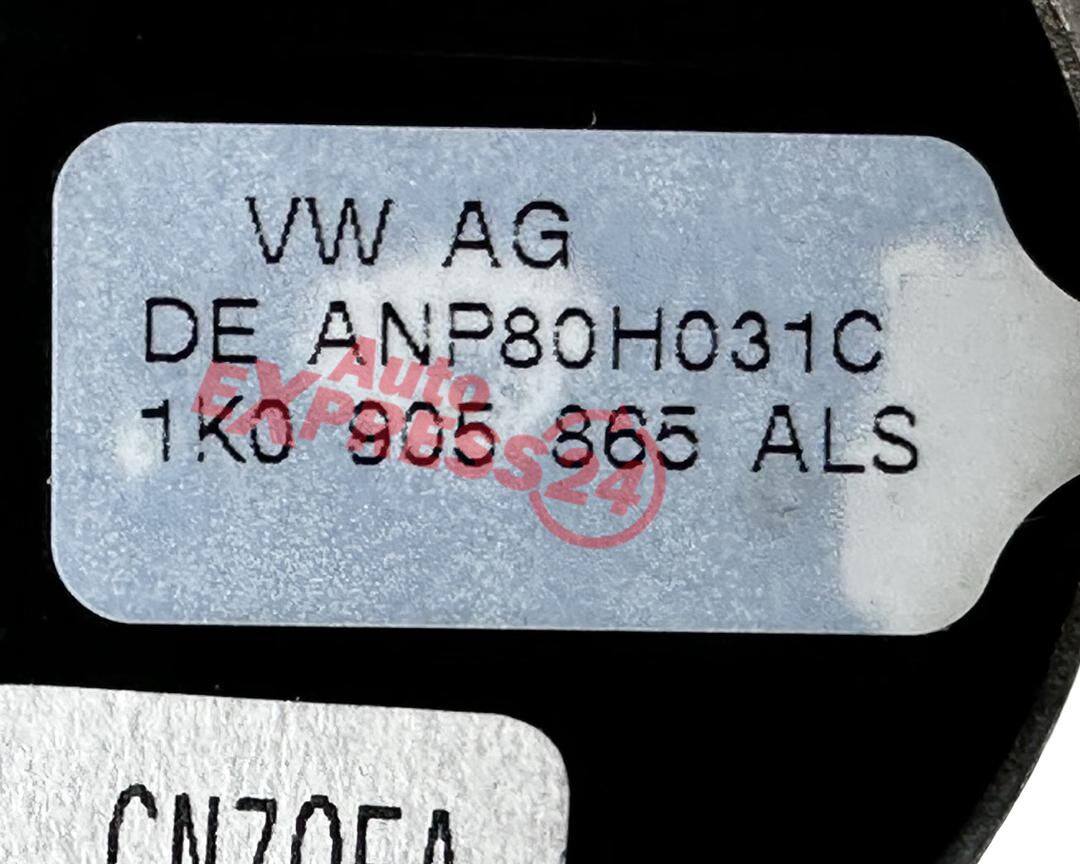 VW AG
DE ANP80H031C
1K0 905 865 ALS
Auto
EXPRESS24